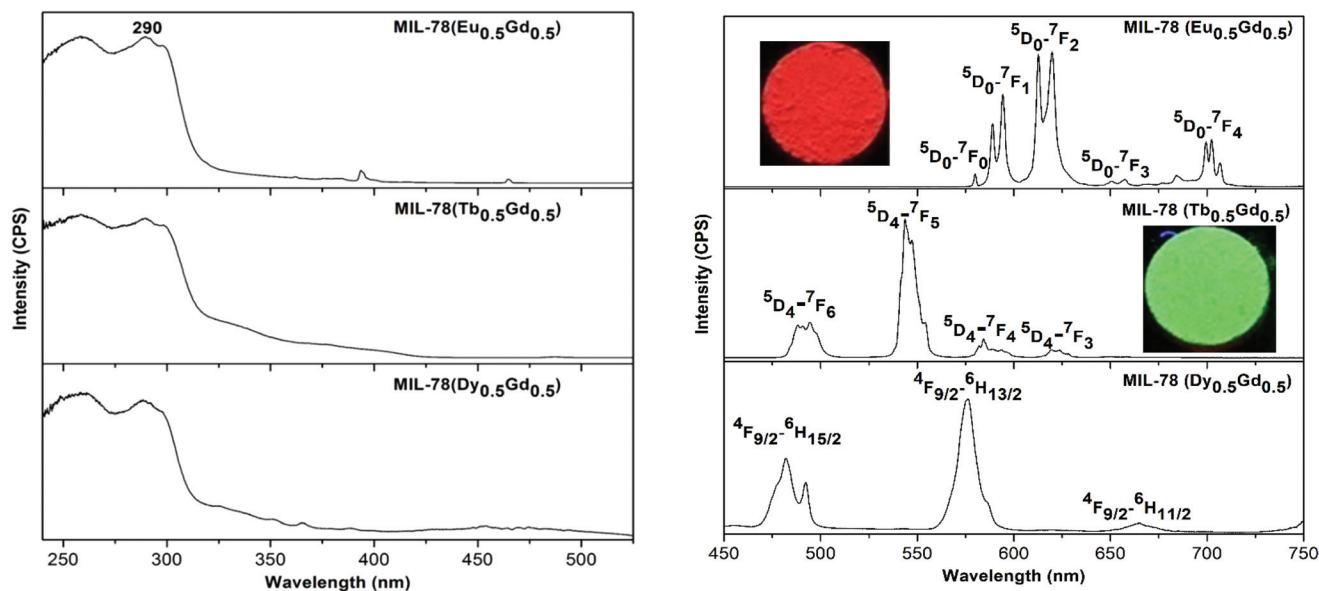 290
MIL-78(Eu0.5Gd0.5)
MIL-78(Tb0.5Gd0.5)
MIL-78(Dy0.5Gd0.5)
Intensity (CPS)
250 300 350 400 450 500
Wavelength (nm)
MIL-78 (Eu0.5Gd0.5)
5D0-7F0
5D0-7F1
5D0-7F2
5D0-7F3
5D0-7F4
MIL-78 (Tb0.5Gd0.5)
5D4-7F6
5D4-7F5
5D4-7F4
5D4-7F3
MIL-78 (Dy0.5Gd0.5)
4F9/2-6H15/2
4F9/2-6H13/2
4F9/2-6H11/2
Intensity (CPS)
450 500 550 600 650 700 750
Wavelength (nm)